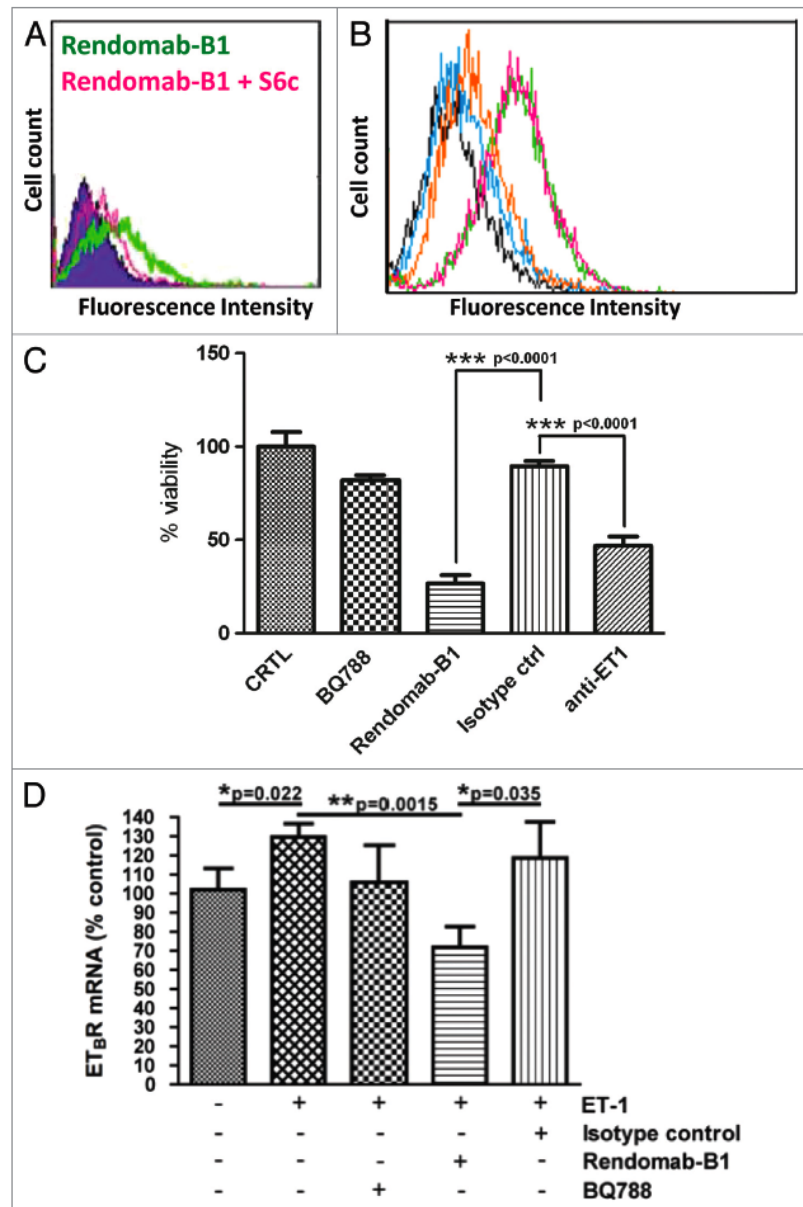 A
Rendomab-B1
Rendomab-B1 + S6c
Cell count
Fluorescence Intensity
B
Cell count
Fluorescence Intensity
C
150
100
50
0
% viability
*** p<0.0001
*** p<0.0001
CRTL
BQ788
Rendomab-B1
Isotype ctrl
anti-ET1
D
*p=0.022
**p=0.0015
*p=0.035
140
130
120
110
100
90
80
70
60
50
40
30
20
10
0
ETBR mRNA (% control)
- + + + + ET-1
- - - - + Isotype control
- - - + - Rendomab-B1
- - + - - BQ788